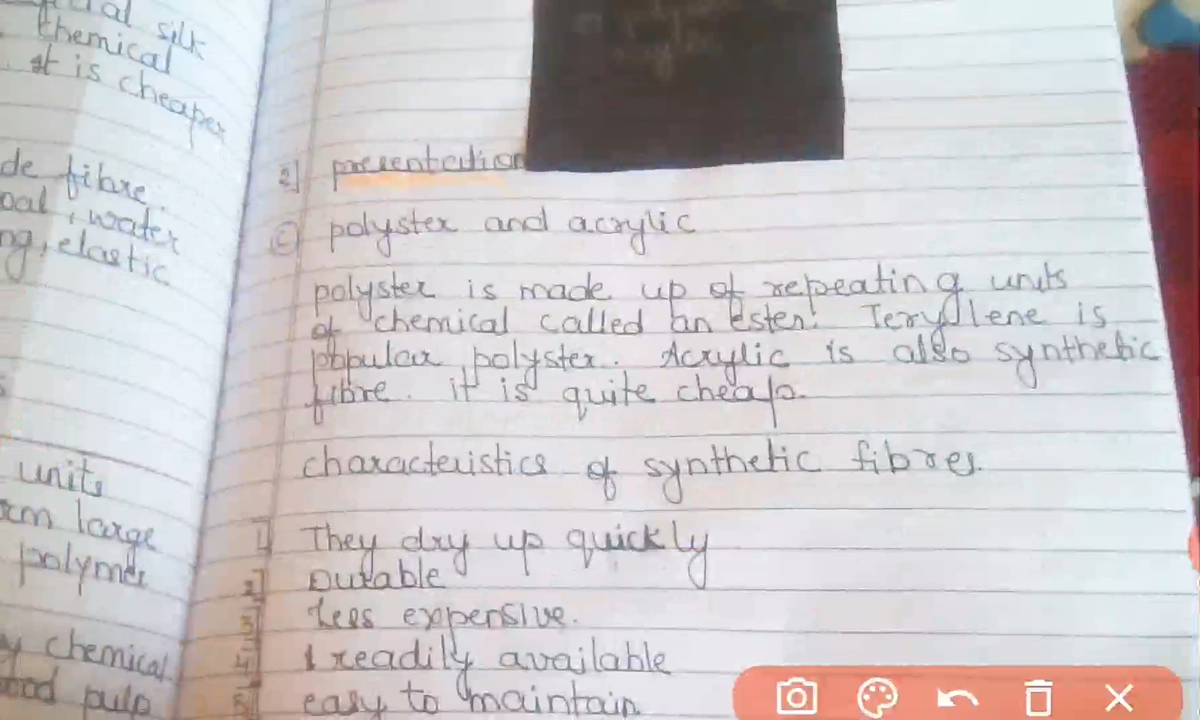 silk
chemical
It is cheaper
de fibre.
oal, water
ng, elastic
units
rm large
polymer
y chemical.
ood pulp
2] presentation
(C) polyster and acrylic
polyster is made up of repeating units
of chemical called an ester. Terylene is
popular polyster. Acrylic is also synthetic
fibre. it is quite cheap.
characteristics of synthetic fibres.
1] They dry up quickly
2] Durable
3] Less expensive.
4] readily available
5] easy to maintain